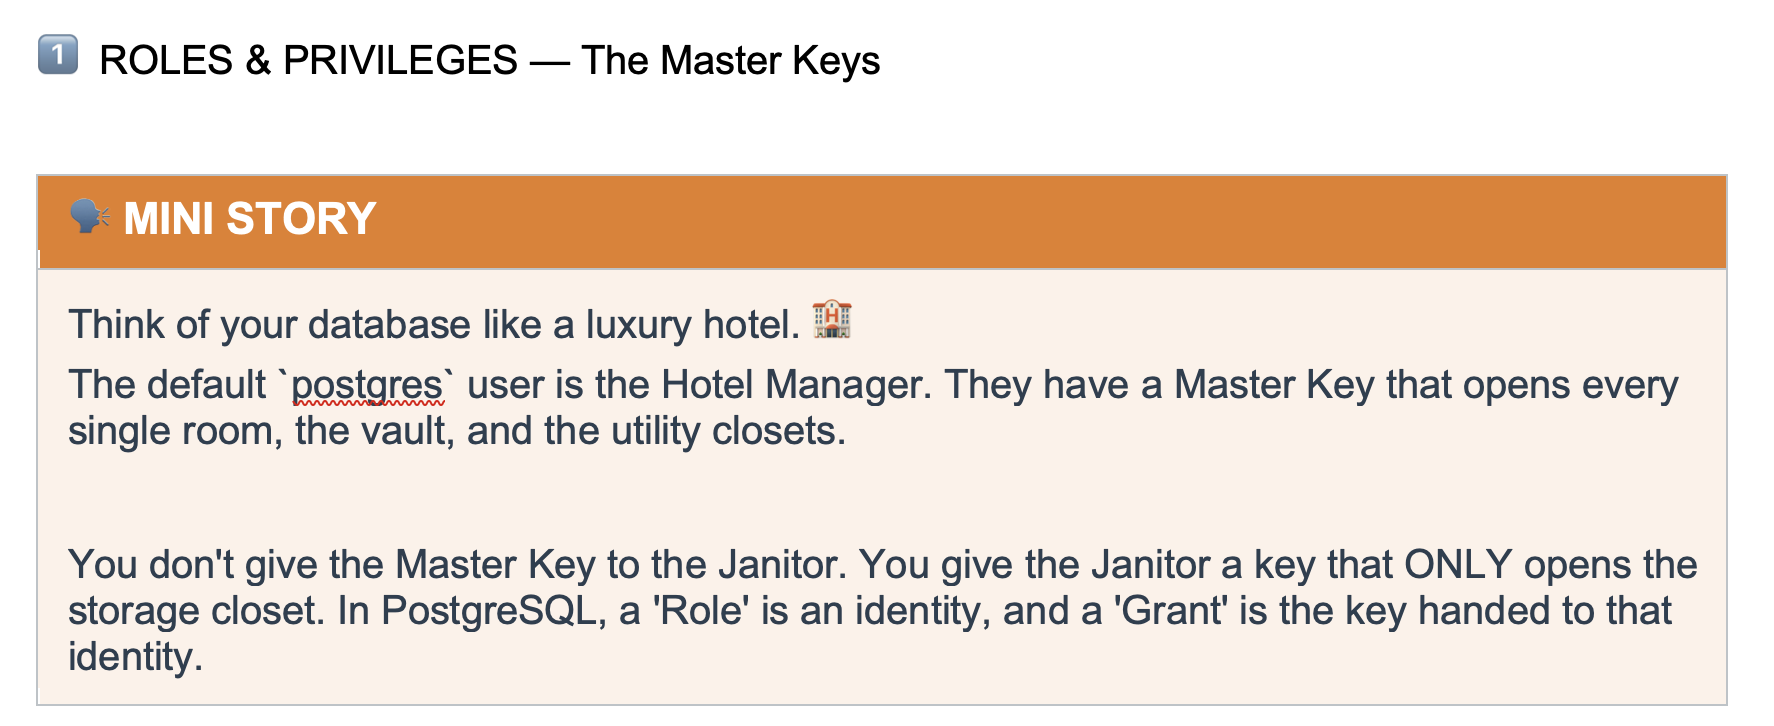 1️⃣ ROLES & PRIVILEGES — The Master Keys
🗣️ MINI STORY
Think of your database like a luxury hotel. 🏨
The default `postgres` user is the Hotel Manager. They have a Master Key that opens every
single room, the vault, and the utility closets.
You don't give the Master Key to the Janitor. You give the Janitor a key that ONLY opens the
storage closet. In PostgreSQL, a 'Role' is an identity, and a 'Grant' is the key handed to that
identity.